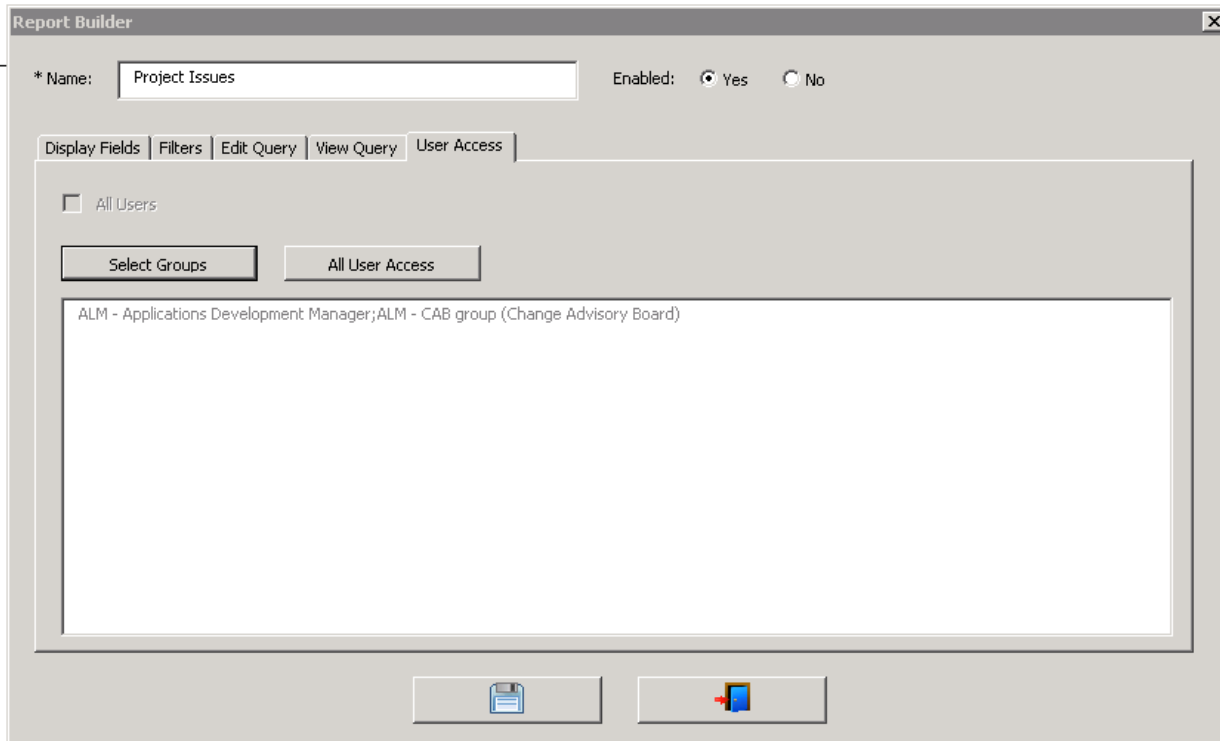 Report Builder
* Name: Project Issues Enabled: Yes No
Display Fields Filters Edit Query View Query User Access
All Users
Select Groups All User Access
ALM - Applications Development Manager;ALM - CAB group (Change Advisory Board)